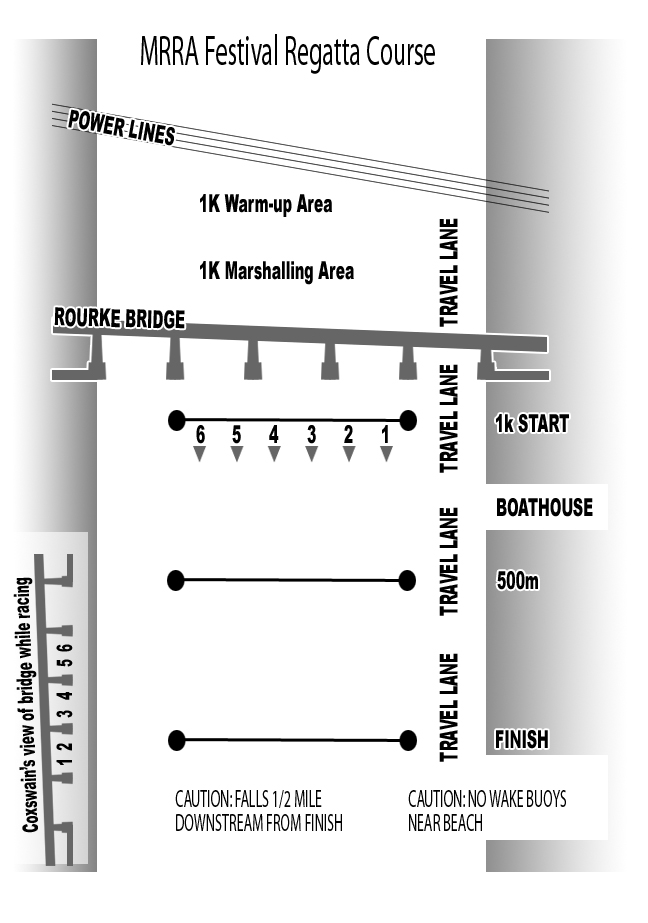 MRRA Festival Regatta Course
POWER LINES
1K Warm-up Area
1K Marshalling Area
TRAVEL LANE
ROURKE BRIDGE
TRAVEL LANE
1k START
6 5 4 3 2 1
BOATHOUSE
TRAVEL LANE
500m
Coxswain's view of bridge while racing
1 2 3 4 5 6
TRAVEL LANE
FINISH
CAUTION: FALLS 1/2 MILE
DOWNSTREAM FROM FINISH
CAUTION: NO WAKE BUOYS
NEAR BEACH